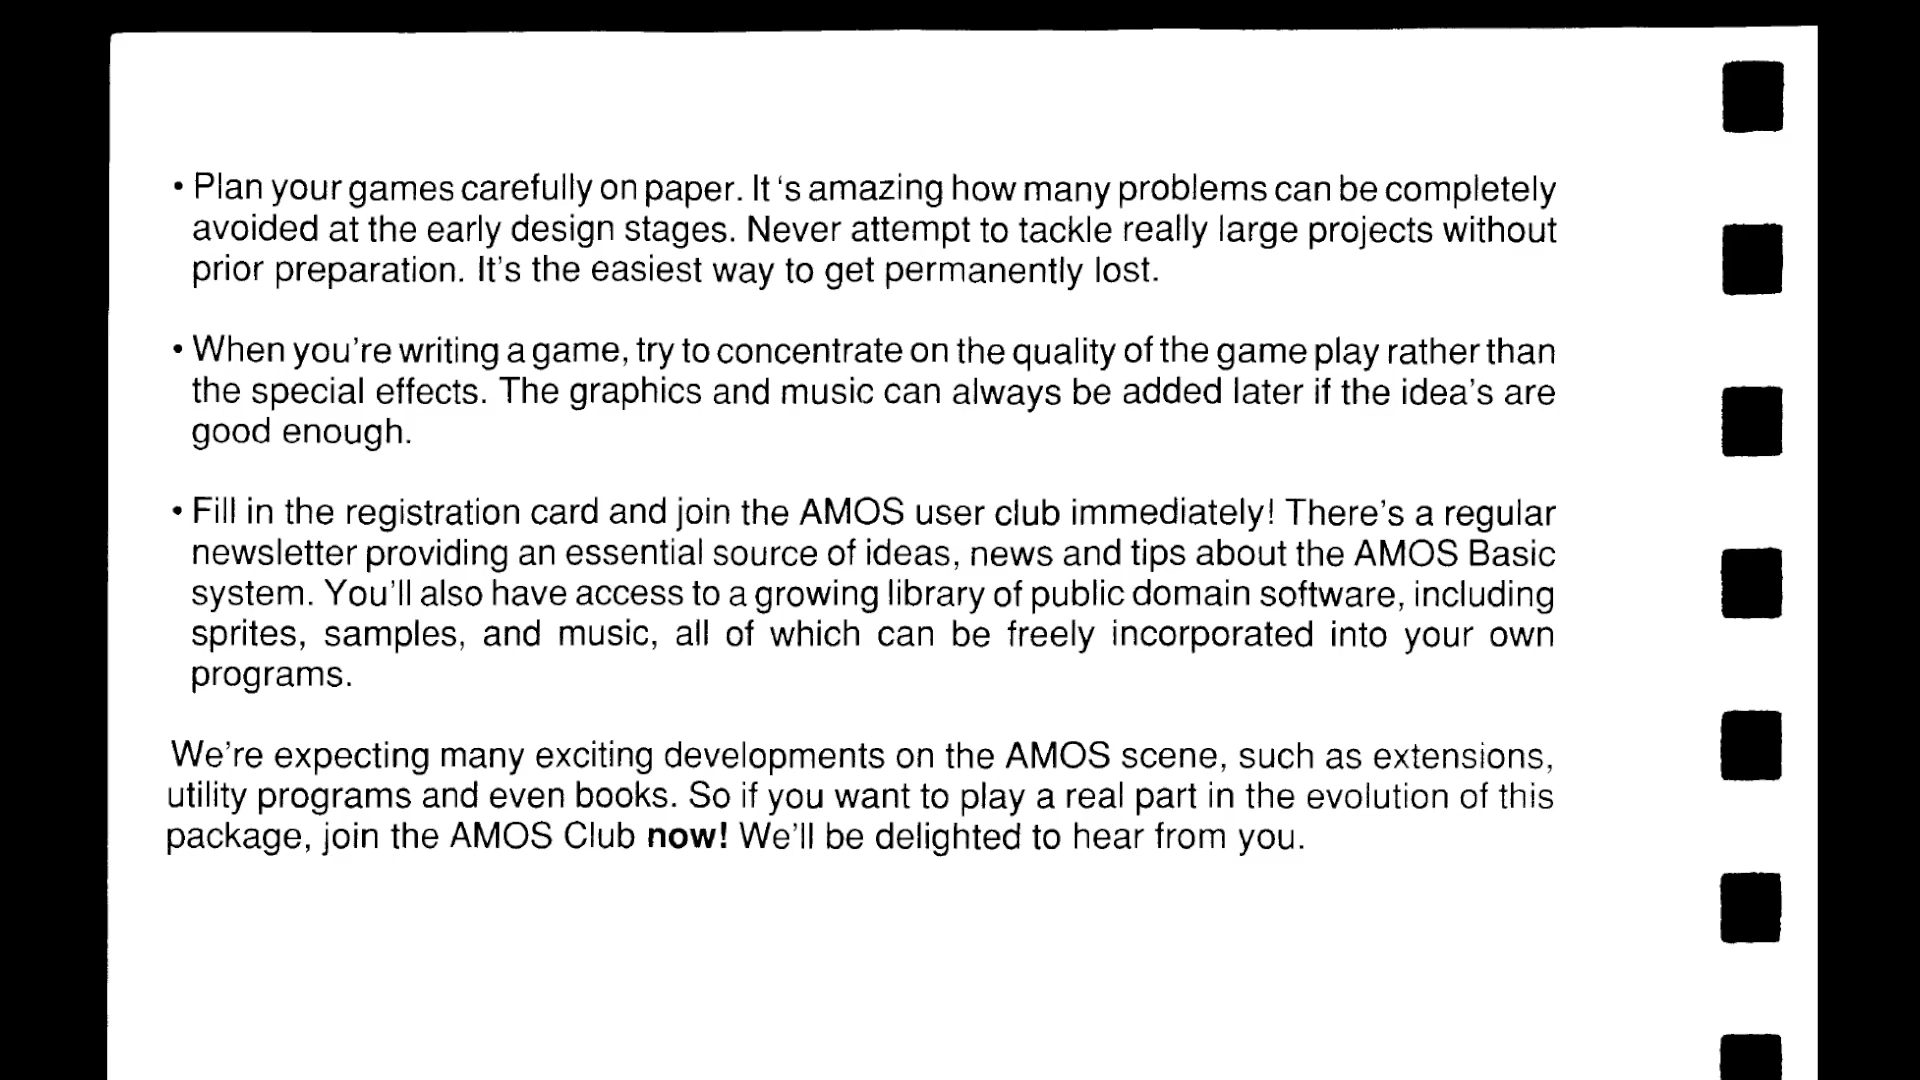 • Plan your games carefully on paper. It 's amazing how many problems can be completely
avoided at the early design stages. Never attempt to tackle really large projects without
prior preparation. It's the easiest way to get permanently lost.
• When you're writing a game, try to concentrate on the quality of the game play rather than
the special effects. The graphics and music can always be added later if the idea's are
good enough.
• Fill in the registration card and join the AMOS user club immediately! There's a regular
newsletter providing an essential source of ideas, news and tips about the AMOS Basic
system. You'll also have access to a growing library of public domain software, including
sprites, samples, and music, all of which can be freely incorporated into your own
programs.
We're expecting many exciting developments on the AMOS scene, such as extensions,
utility programs and even books. So if you want to play a real part in the evolution of this
package, join the AMOS Club now! We'll be delighted to hear from you.